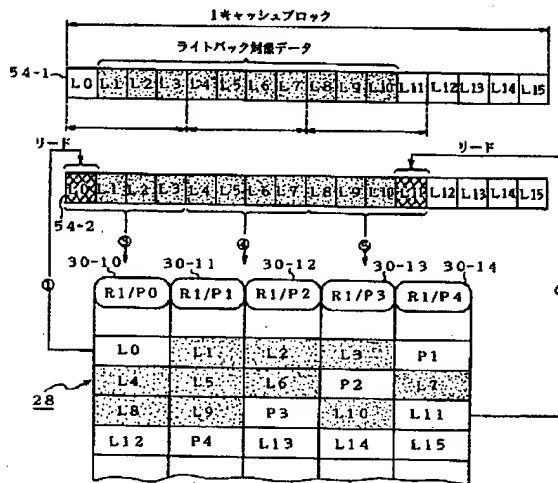 1キャッシュブロック
ライトバック対象データ
54-1
L0 L1 L2 L3 L4 L5 L6 L7 L8 L9 L10 L11 L12 L13 L14 L15
リード リード
L0 L1 L2 L3 L4 L5 L6 L7 L8 L9 L10 L11 L12 L13 L14 L15
54-2
① ③ ④ ⑤
30-10 30-11 30-12 30-13 30-14
R1/P0 R1/P1 R1/P2 R1/P3 R1/P4
L0 L1 L2 L3 P1
L4 L5 L6 P2 L7
28
L8 L9 P3 L10 L11
L12 P4 L13 L14 L15